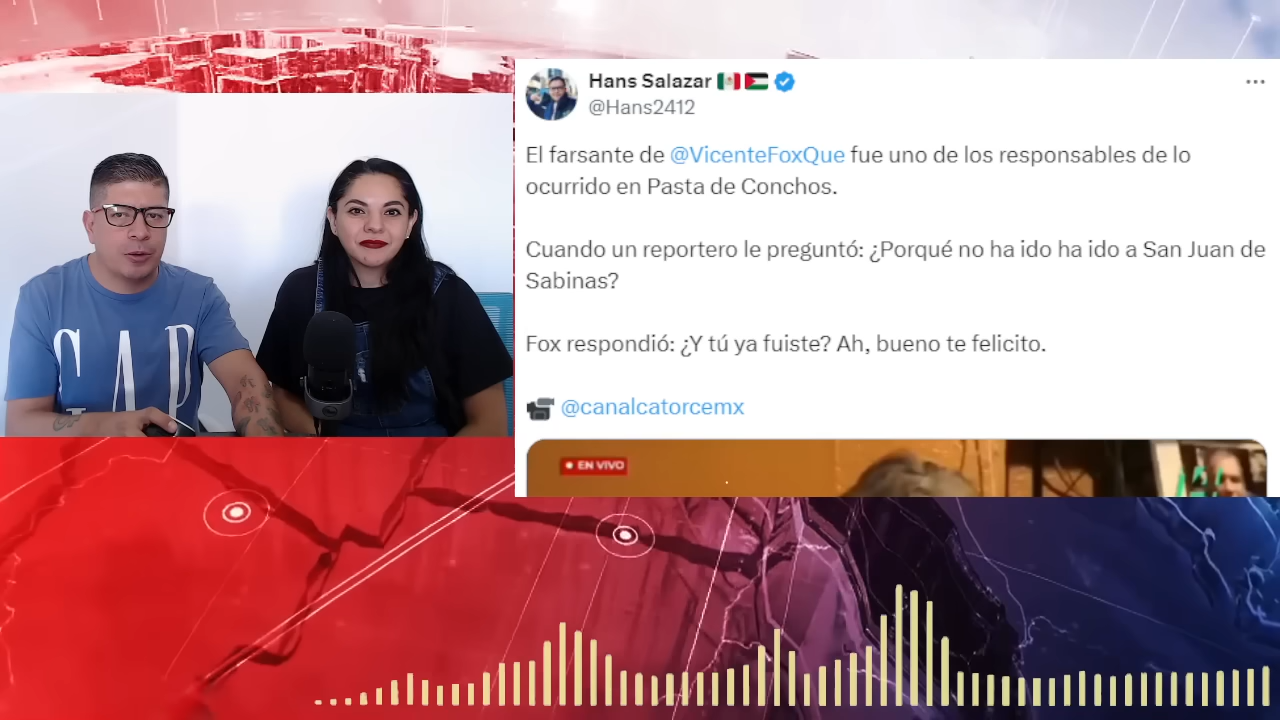 Hans Salazar
@Hans2412
El farsante de @VicenteFoxQue fue uno de los responsables de lo
ocurrido en Pasta de Conchos.
Cuando un reportero le preguntó: ¿Porqué no ha ido ha ido a San Juan de
Sabinas?
Fox respondió: ¿Y tú ya fuiste? Ah, bueno te felicito.
@canalcatorcemx
EN VIVO
GAP